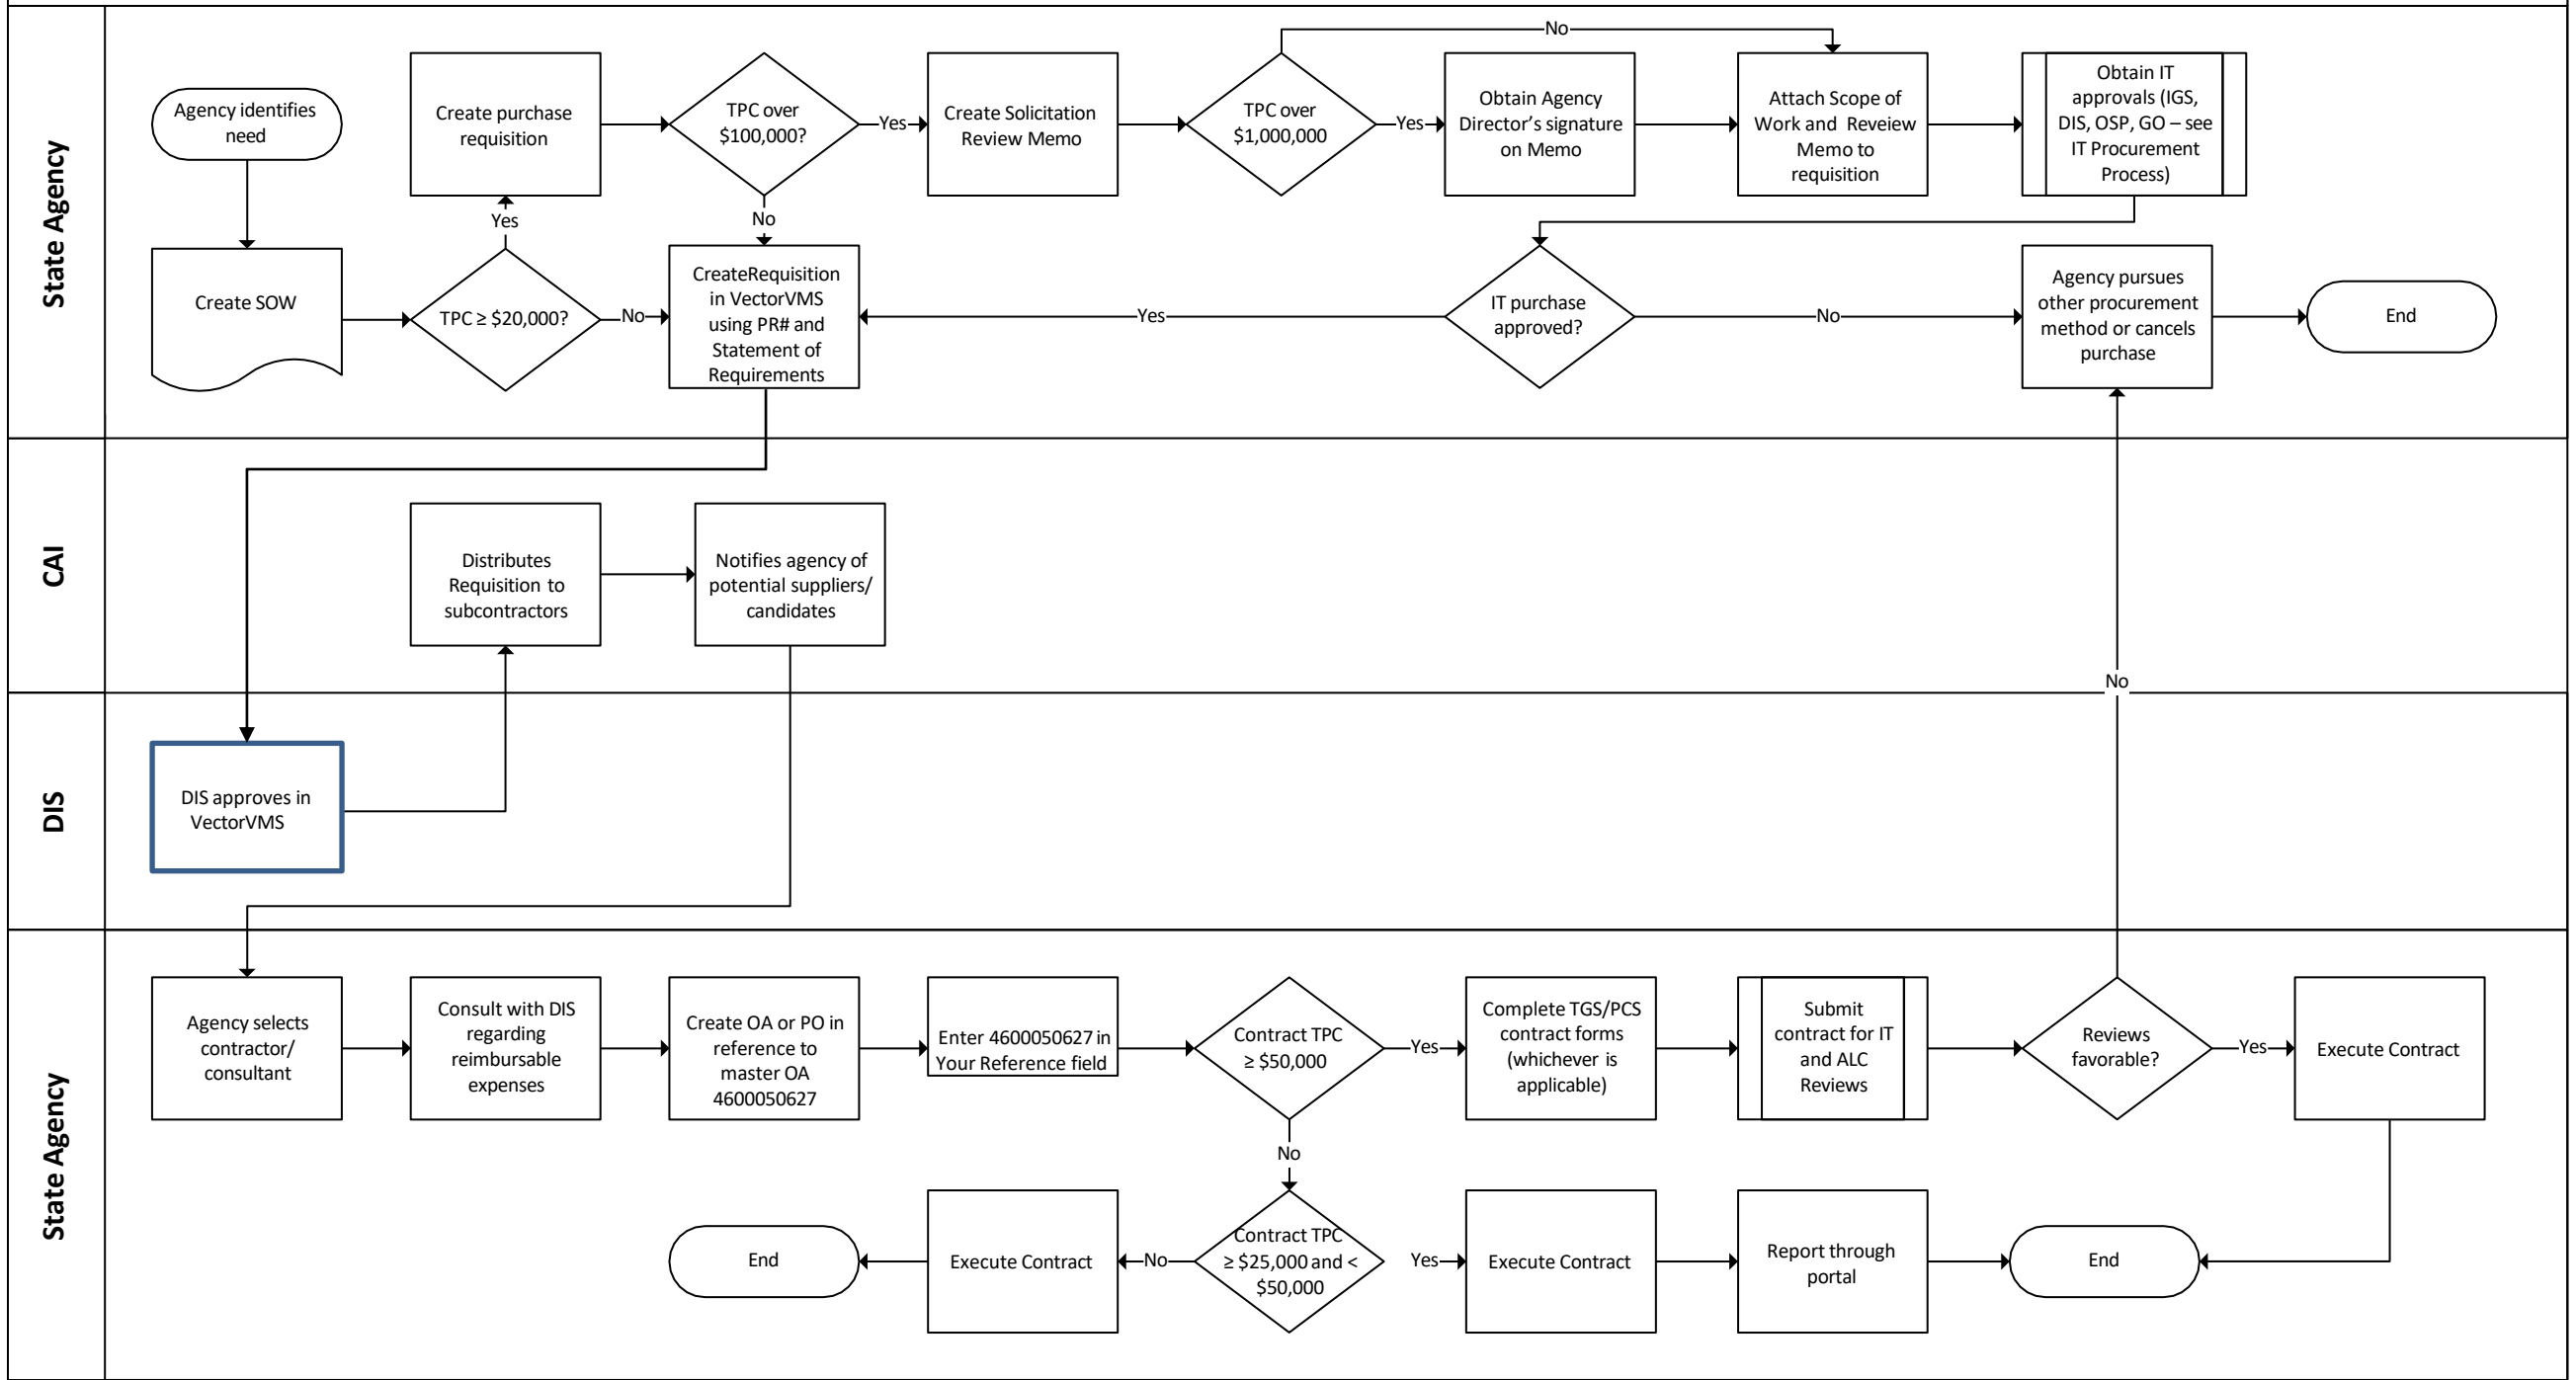 State Agency
Agency identifies
need
Create SOW
TPC ≥ $20,000?
Yes
No
Create purchase
requisition
TPC over
$100,000?
Yes
No
CreateRequisition
in VectorVMS
using PR# and
Statement of
Requirements
Create Solicitation
Review Memo
TPC over
$1,000,000
No
Yes
Obtain Agency
Director’s signature
on Memo
Attach Scope of
Work and Reveiew
Memo to
requisition
Obtain IT
approvals (IGS,
DIS, OSP, GO – see
IT Procurement
Process)
IT purchase
approved?
Yes
No
Agency pursues
other procurement
method or cancels
purchase
End
CAI
Distributes
Requisition to
subcontractors
Notifies agency of
potential suppliers/
candidates
No
DIS
DIS approves in
VectorVMS
State Agency
Agency selects
contractor/
consultant
Consult with DIS
regarding
reimbursable
expenses
Create OA or PO in
reference to
master OA
4600050627
Enter 4600050627 in
Your Reference field
Contract TPC
≥ $50,000
Yes
No
Complete TGS/PCS
contract forms
(whichever is
applicable)
Submit
contract for IT
and ALC
Reviews
Reviews
favorable?
Yes
Execute Contract
End
Execute Contract
No
Contract TPC
≥ $25,000 and <
$50,000
Yes
Execute Contract
Report through
portal
End